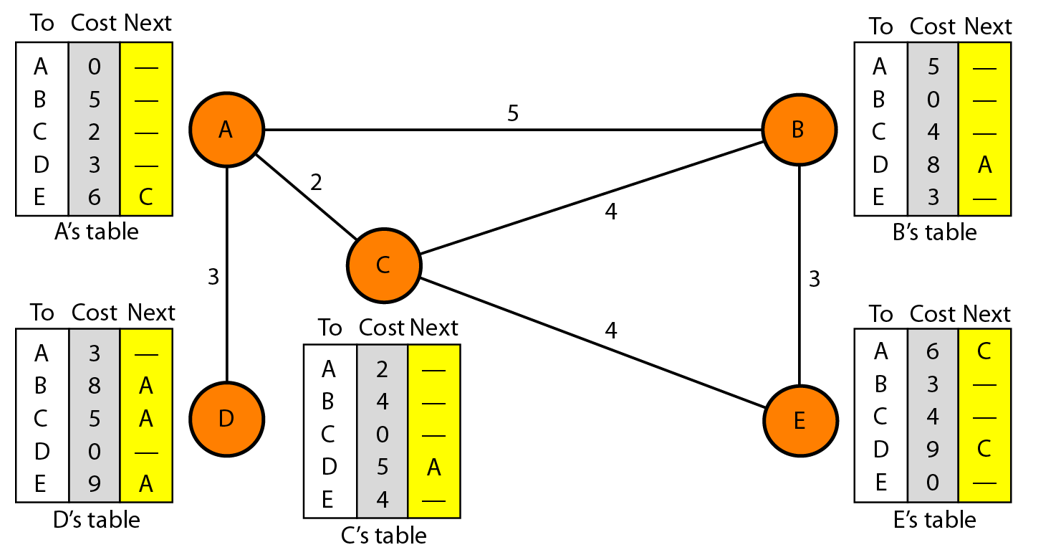 To Cost Next
A 0 —
B 5 —
C 2 —
D 3 —
E 6 C
A's table
To Cost Next
A 5 —
B 0 —
C 4 —
D 8 A
E 3 —
B's table
A
5
B
2
4
C
3
4
3
D
E
To Cost Next
A 3 —
B 8 A
C 5 A
D 0 —
E 9 A
D's table
To Cost Next
A 2 —
B 4 —
C 0 —
D 5 A
E 4 —
C's table
To Cost Next
A 6 C
B 3 —
C 4 —
D 9 C
E 0 —
E's table